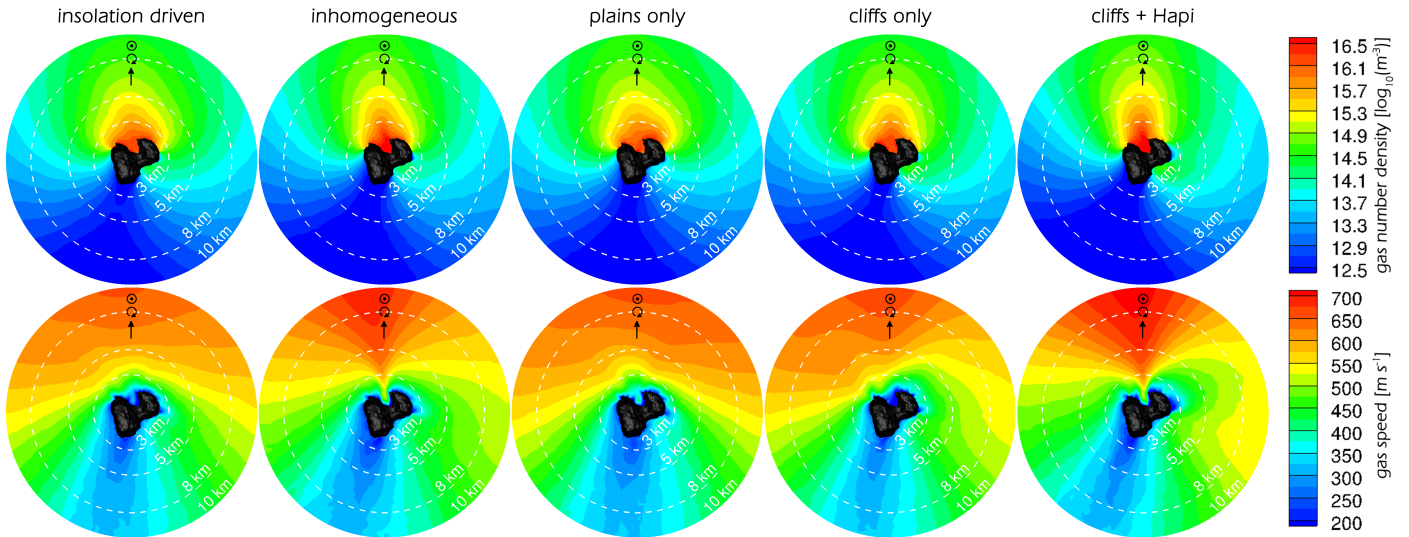 insolation driven
inhomogeneous
plains only
cliffs only
cliffs + Hapi
3 km
5 km
8 km
10 km
3 km
5 km
8 km
10 km
3 km
5 km
8 km
10 km
3 km
5 km
8 km
10 km
3 km
5 km
8 km
10 km
16.5
16.1
15.7
15.3
14.9
14.5
14.1
13.7
13.3
12.9
12.5
gas number density [log₁₀(m⁻³)]
3 km
5 km
8 km
10 km
3 km
5 km
8 km
10 km
3 km
5 km
8 km
10 km
3 km
5 km
8 km
10 km
3 km
5 km
8 km
10 km
700
650
600
550
500
450
400
350
300
250
200
gas speed [m s⁻¹]